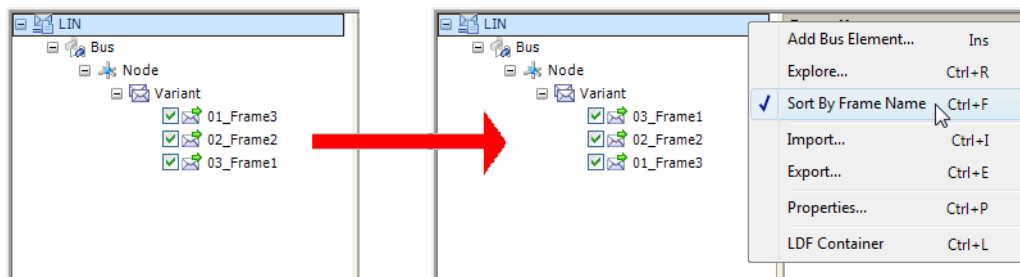 LIN
Bus
Node
Variant
01_Frame3
02_Frame2
03_Frame1
LIN
Bus
Node
Variant
03_Frame1
02_Frame2
01_Frame3
Add Bus Element... Ins
Explore... Ctrl+R
Sort By Frame Name Ctrl+F
Import... Ctrl+I
Export... Ctrl+E
Properties... Ctrl+P
LDF Container Ctrl+L